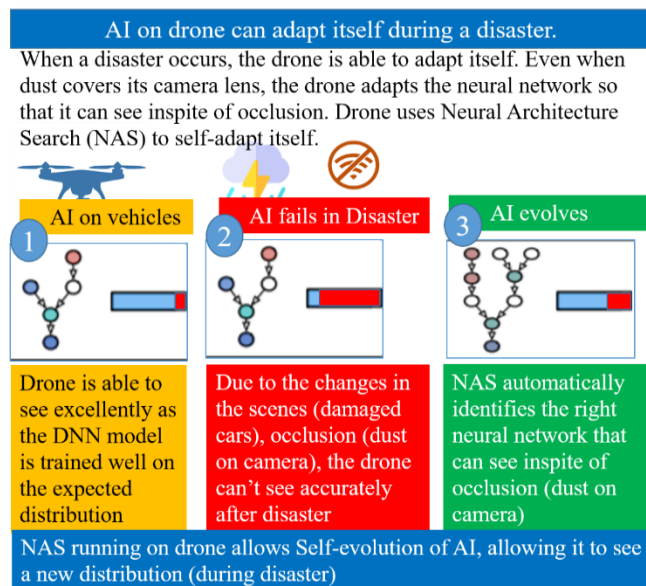 AI on drone can adapt itself during a disaster.
When a disaster occurs, the drone is able to adapt itself. Even when
dust covers its camera lens, the drone adapts the neural network so
that it can see inspite of occlusion. Drone uses Neural Architecture
Search (NAS) to self-adapt itself.
AI on vehicles
1
AI fails in Disaster
2
AI evolves
3
Drone is able to
see excellently as
the DNN model
is trained well on
the expected
distribution
Due to the changes in
the scenes (damaged
cars), occlusion (dust
on camera), the drone
can’t see accurately
after disaster
NAS automatically
identifies the right
neural network that
can see inspite of
occlusion (dust on
camera)
NAS running on drone allows Self-evolution of AI, allowing it to see
a new distribution (during disaster)